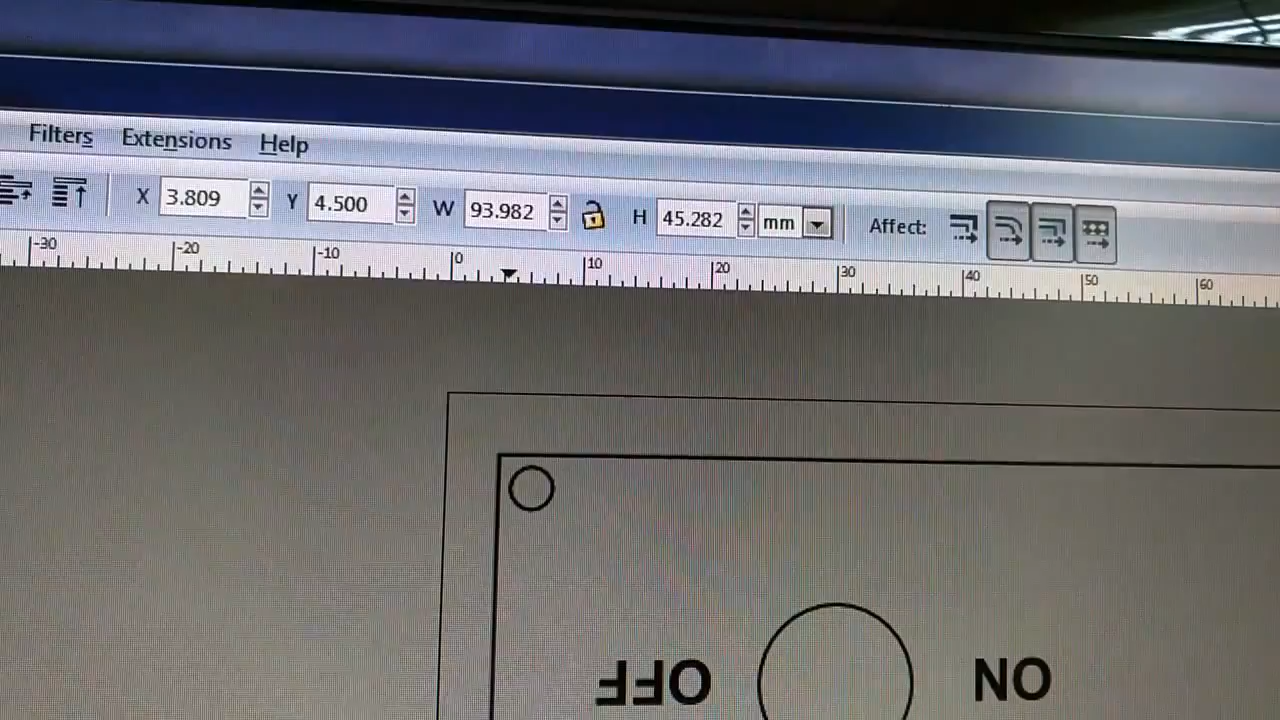 Filters Extensions Help
X 3.809 Y 4.500 W 93.982 H 45.282 mm Affect:
-30 -20 -10 0 10 20 30 40 50 60
OFF ON